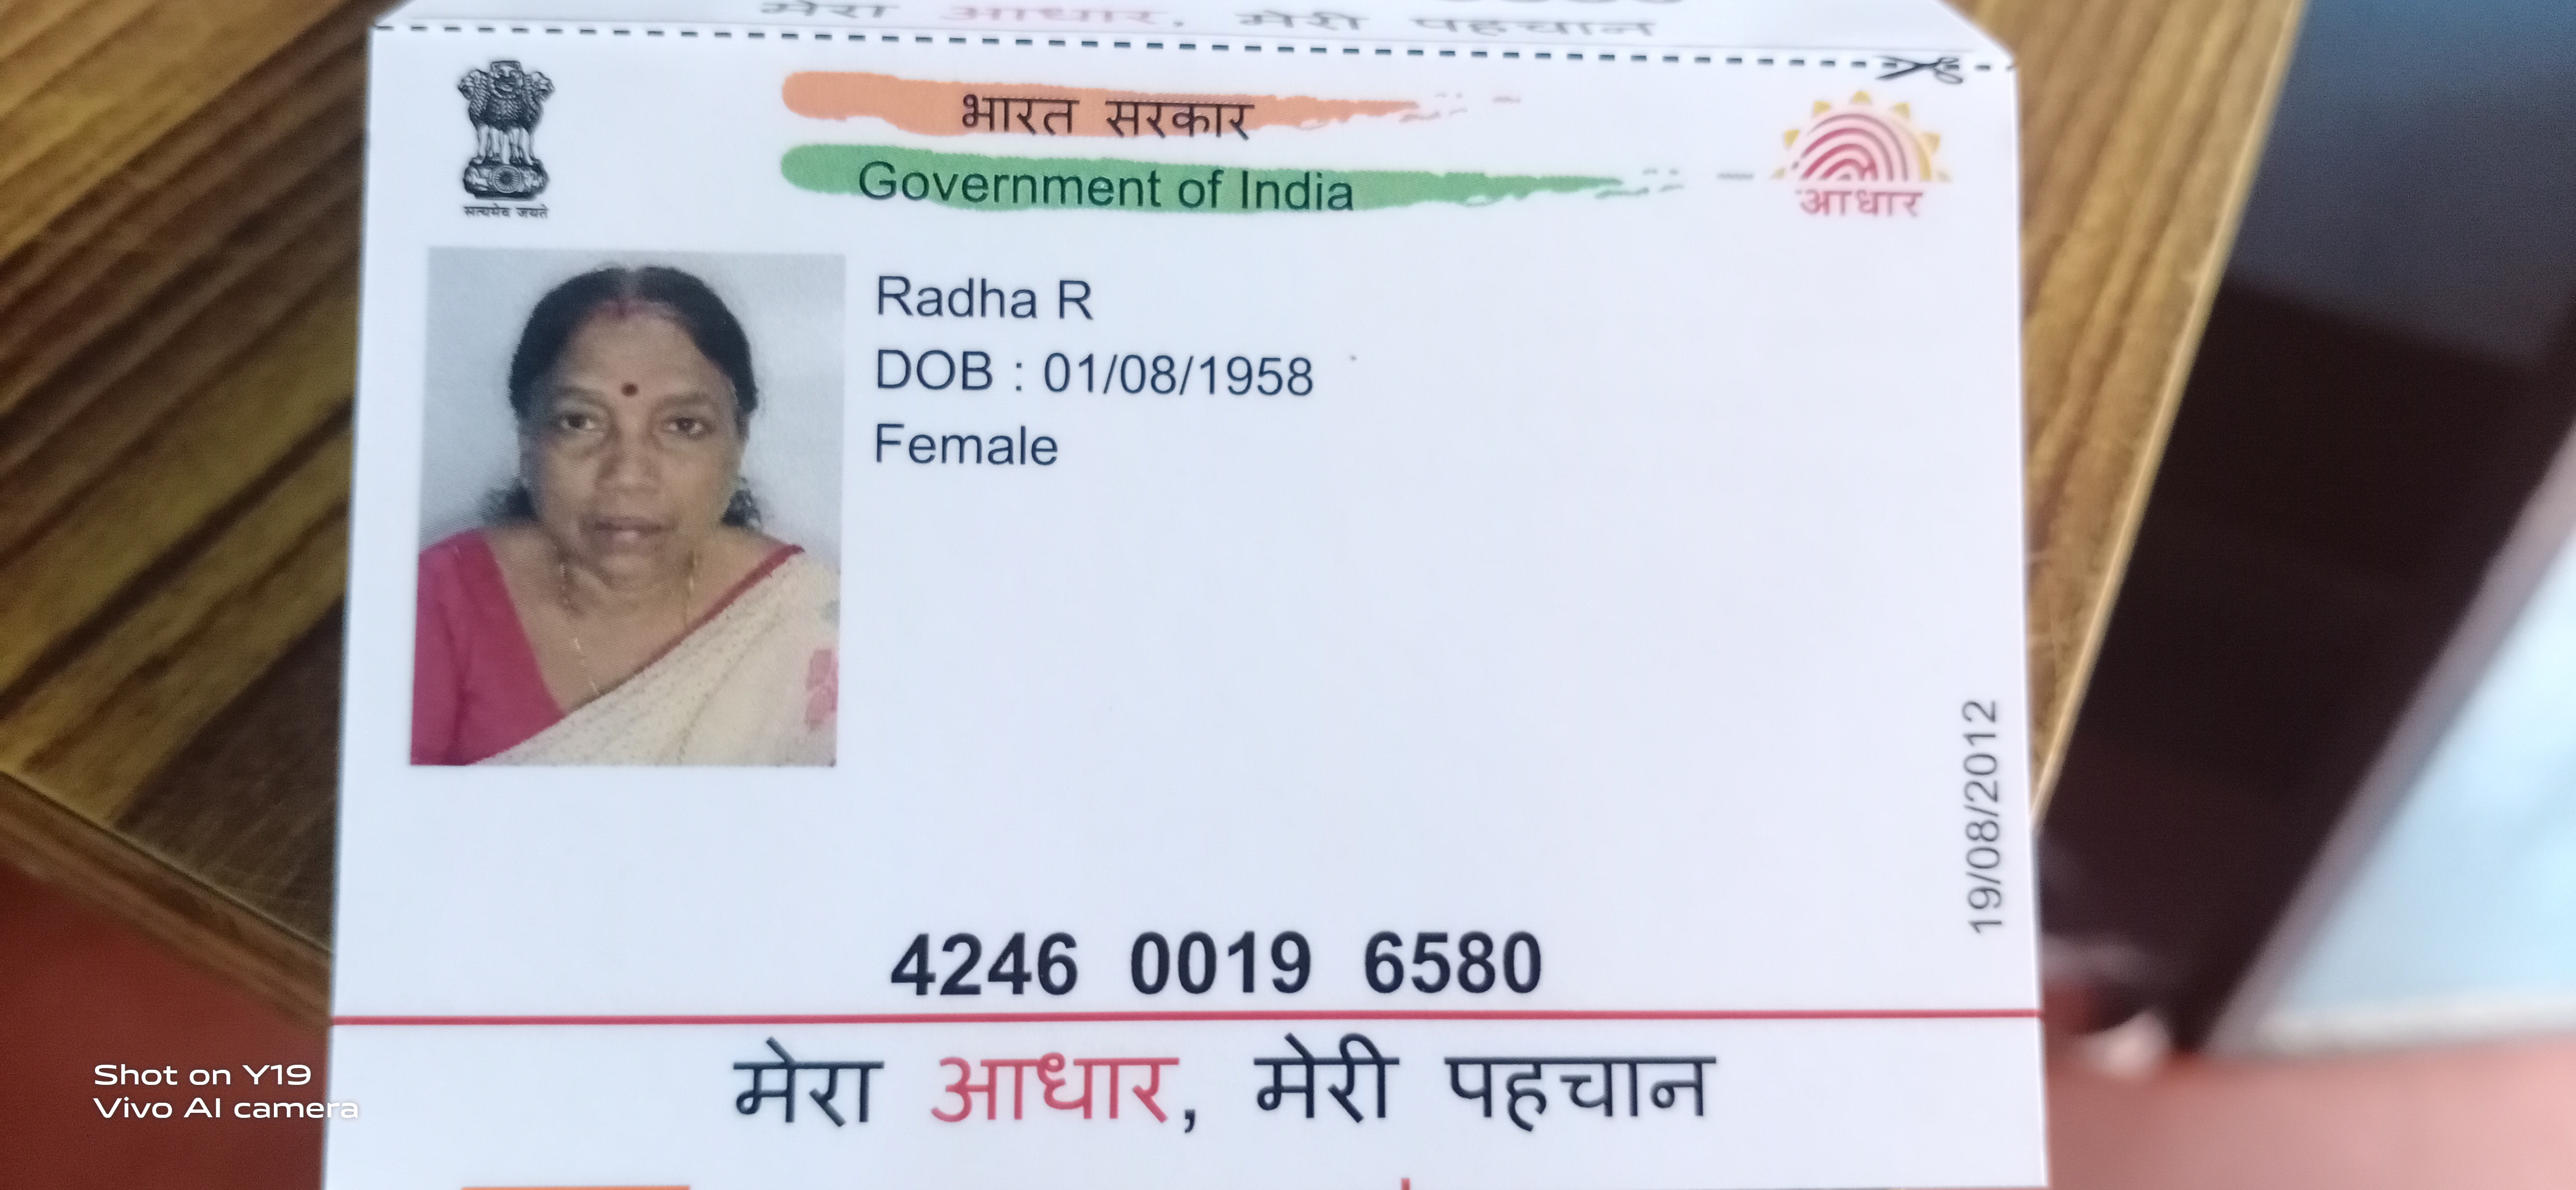 मेरा आधार, मेरी पहचान
भारत सरकार
Government of India
सत्यमेव जयते
आधार
Radha R
DOB : 01/08/1958
Female
19/08/2012
4246 0019 6580
मेरा आधार, मेरी पहचान
Shot on Y19
Vivo AI camera